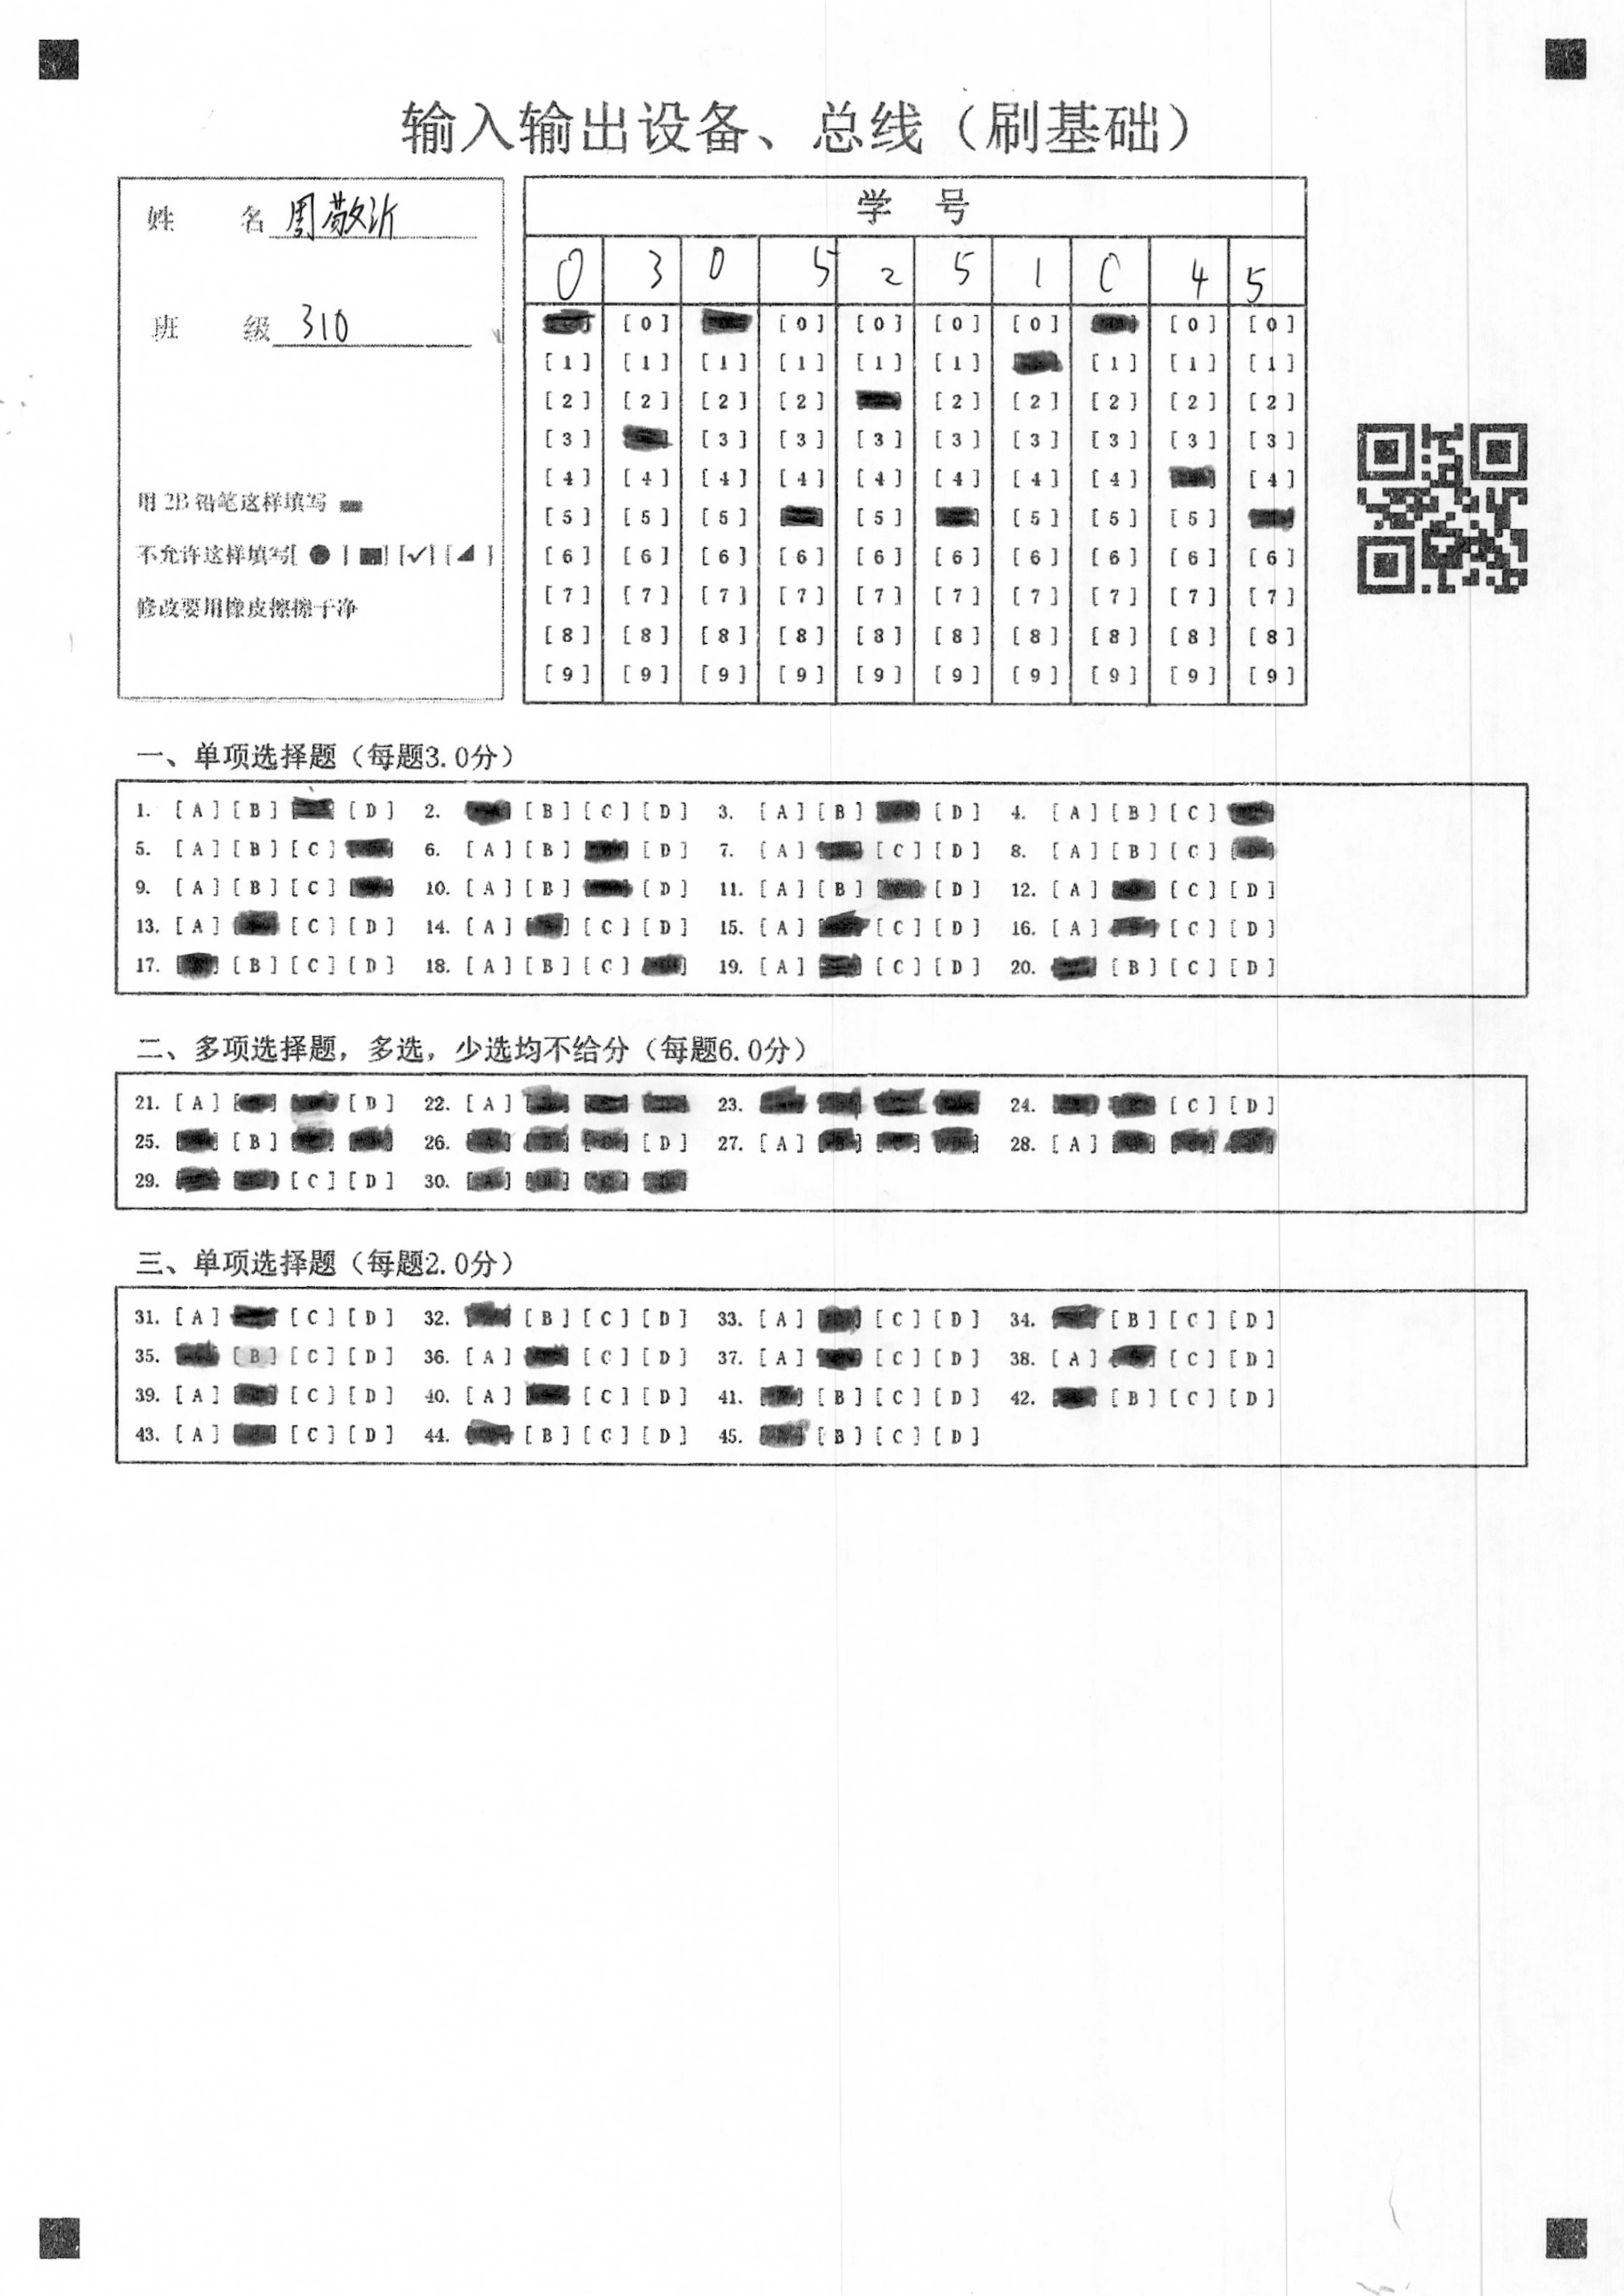 输入输出设备、总线（刷基础）
姓 名 周敬沂
班 级 310
用 2B 铅笔这样填写
不允许这样填写[ ● ] [■] [✓] [◢ ]
修改要用橡皮擦擦干净
学 号
0 3 0 5 2 5 1 0 4 5
[0] [0] [0] [0] [0] [0] [0]
[1] [1] [1] [1] [1] [1] [1] [1] [1]
[2] [2] [2] [2] [2] [2] [2] [2] [2]
[3] [3] [3] [3] [3] [3] [3] [3] [3]
[4] [4] [4] [4] [4] [4] [4] [4] [4]
[5] [5] [5] [5] [5] [5] [5]
[6] [6] [6] [6] [6] [6] [6] [6] [6] [6]
[7] [7] [7] [7] [7] [7] [7] [7] [7] [7]
[8] [8] [8] [8] [8] [8] [8] [8] [8] [8]
[9] [9] [9] [9] [9] [9] [9] [9] [9] [9]
一、单项选择题（每题3.0分）
1. [A] [B] [D] 2. [B] [C] [D] 3. [A] [B] [D] 4. [A] [B] [C]
5. [A] [B] [C] 6. [A] [B] [D] 7. [A] [C] [D] 8. [A] [B] [C]
9. [A] [B] [C] 10. [A] [B] [D] 11. [A] [B] [D] 12. [A] [C] [D]
13. [A] [C] [D] 14. [A] [C] [D] 15. [A] [C] [D] 16. [A] [C] [D]
17. [B] [C] [D] 18. [A] [B] [C] 19. [A] [C] [D] 20. [B] [C] [D]
二、多项选择题，多选，少选均不给分（每题6.0分）
21. [A] [D] 22. [A] 23. 24. [C] [D]
25. [B] 26. [D] 27. [A] 28. [A]
29. [C] [D] 30.
三、单项选择题（每题2.0分）
31. [A] [C] [D] 32. [B] [C] [D] 33. [A] [C] [D] 34. [B] [C] [D]
35. [B] [C] [D] 36. [A] [C] [D] 37. [A] [C] [D] 38. [A] [C] [D]
39. [A] [C] [D] 40. [A] [C] [D] 41. [B] [C] [D] 42. [B] [C] [D]
43. [A] [C] [D] 44. [B] [C] [D] 45. [B] [C] [D]